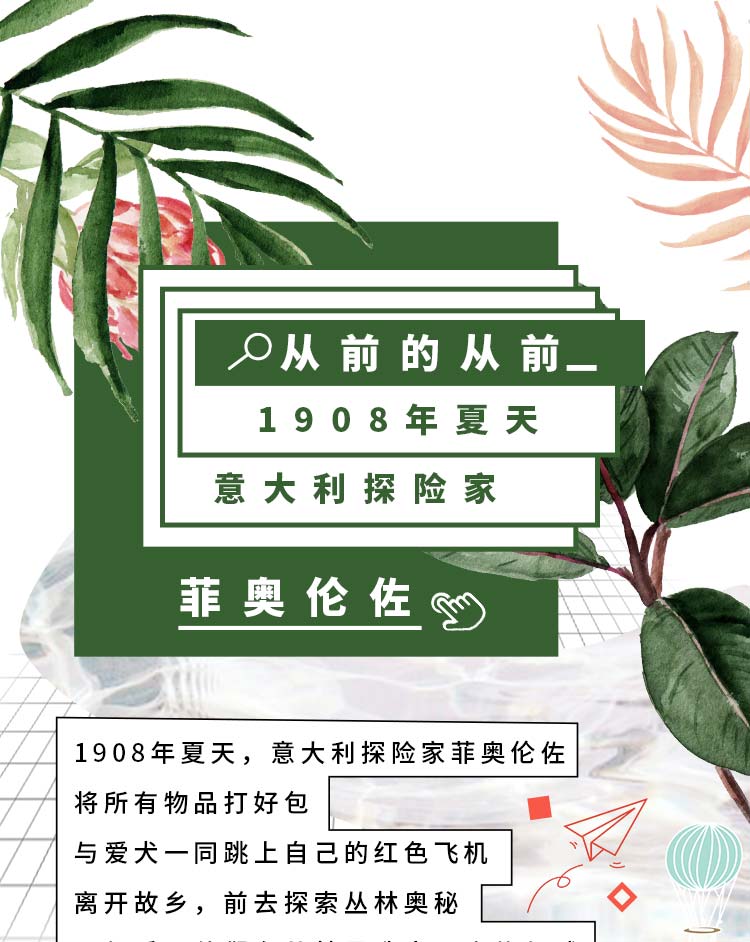 从前的从前_
1908年夏天
意大利探险家
菲奥伦佐
1908年夏天，意大利探险家菲奥伦佐
将所有物品打好包
与爱犬一同跳上自己的红色飞机
离开故乡，前去探索丛林奥秘